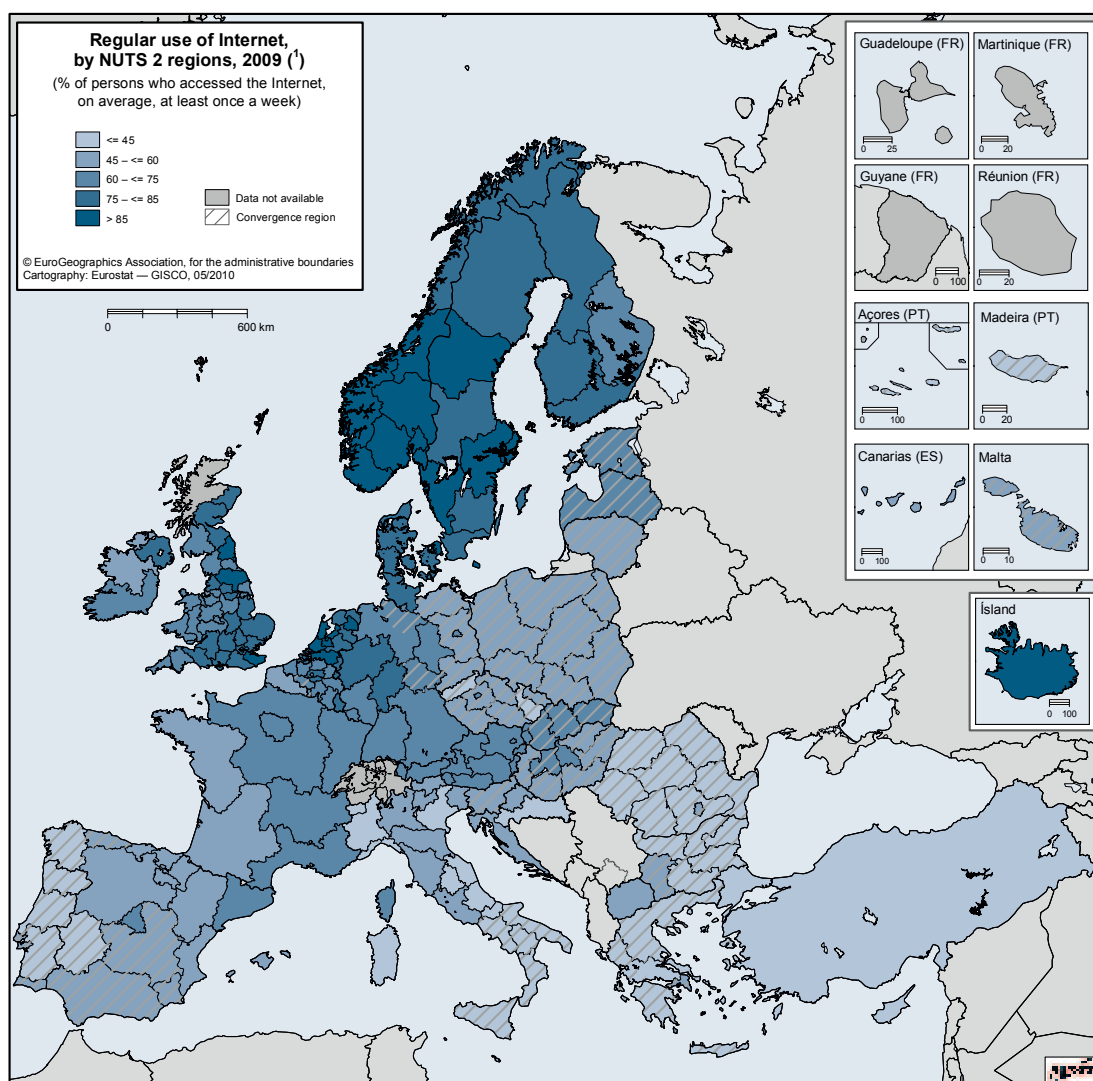 Regular use of Internet,
by NUTS 2 regions, 2009 (¹)
(% of persons who accessed the Internet,
on average, at least once a week)
<= 45
45 – <= 60
60 – <= 75
75 – <= 85
> 85
Data not available
Convergence region
© EuroGeographics Association, for the administrative boundaries
Cartography: Eurostat — GISCO, 05/2010
0 600 km
Guadeloupe (FR)
0 25
Martinique (FR)
0 20
Guyane (FR)
0 100
Réunion (FR)
0 20
Açores (PT)
0 100
Madeira (PT)
0 20
Canarias (ES)
0 100
Malta
0 10
Ísland
0 100